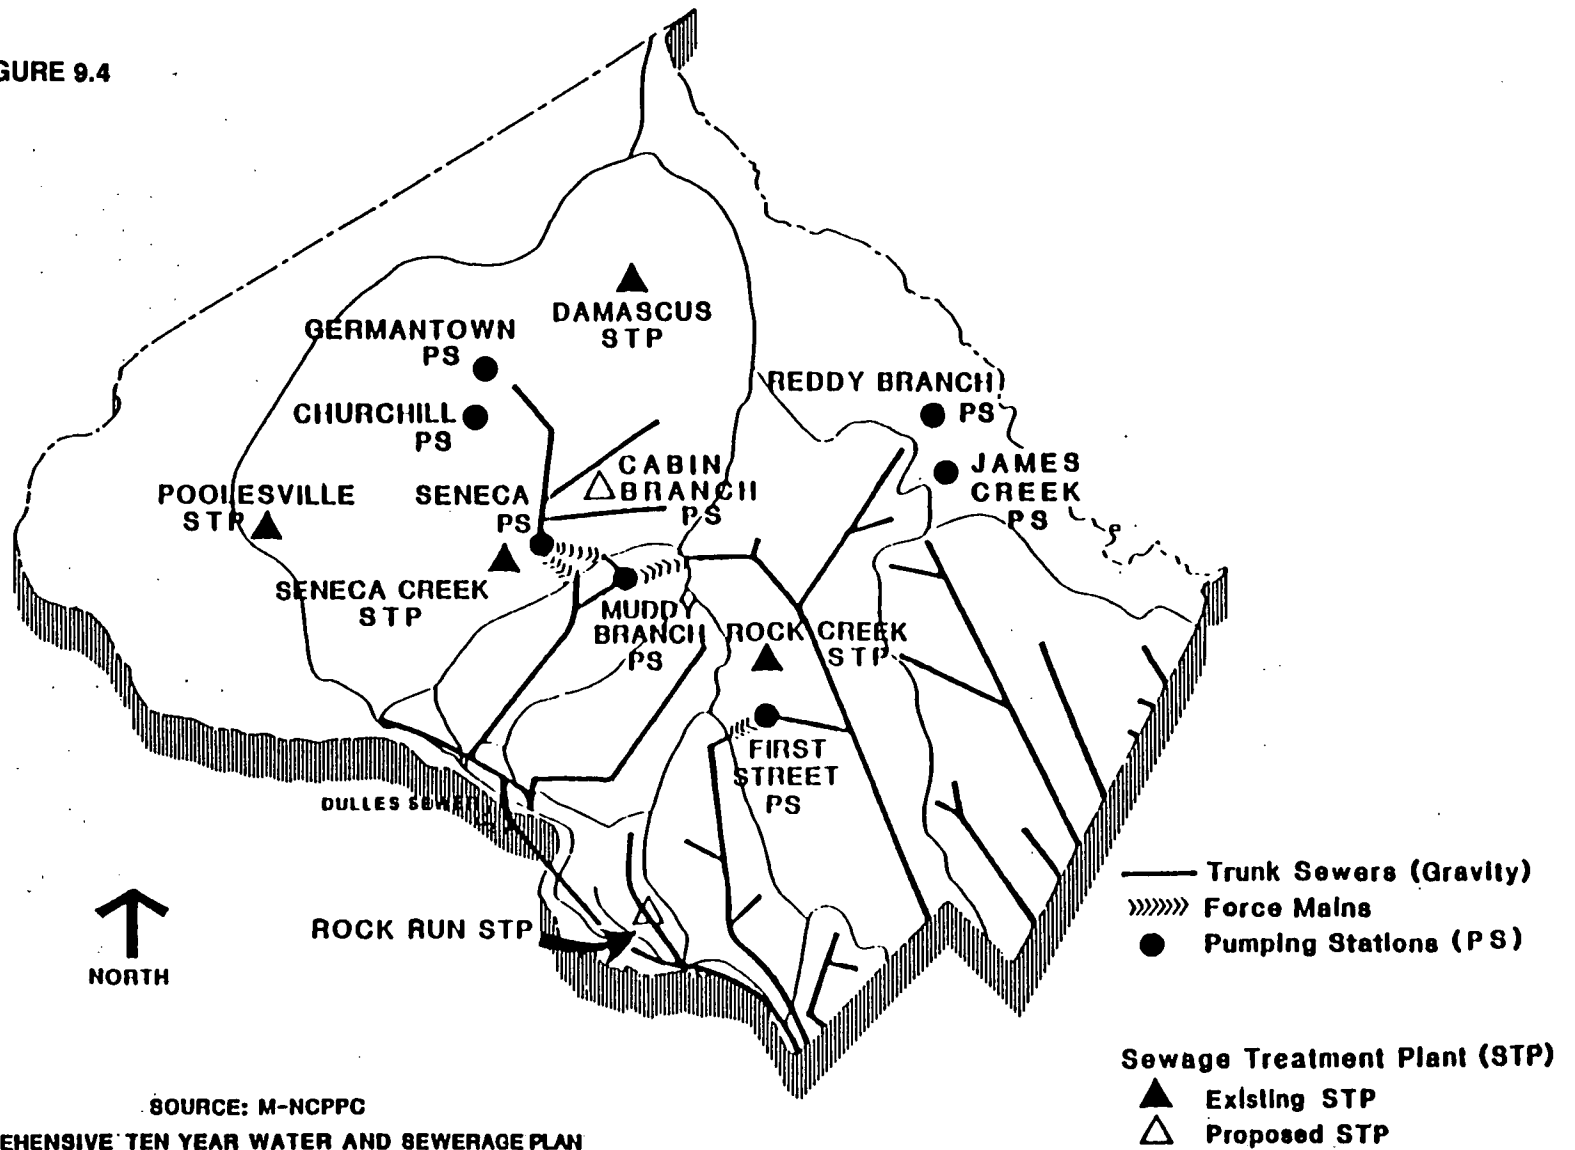 GURE 9.4
DAMASCUS
STP
GERMANTOWN
PS
REDDY BRANCH
PS
CHURCHILL
PS
CABIN
BRANCH
PS
JAMES
CREEK
PS
POOLESVILLE
STP
SENECA
PS
SENECA CREEK
STP
MUDDY
BRANCH
PS
ROCK CREEK
STP
FIRST
STREET
PS
DULLES SEWER
ROCK RUN STP
NORTH
Trunk Sewers (Gravity)
Force Mains
Pumping Stations (PS)
Sewage Treatment Plant (STP)
Existing STP
Proposed STP
SOURCE: M-NCPPC
EHENSIVE TEN YEAR WATER AND SEWERAGE PLAN